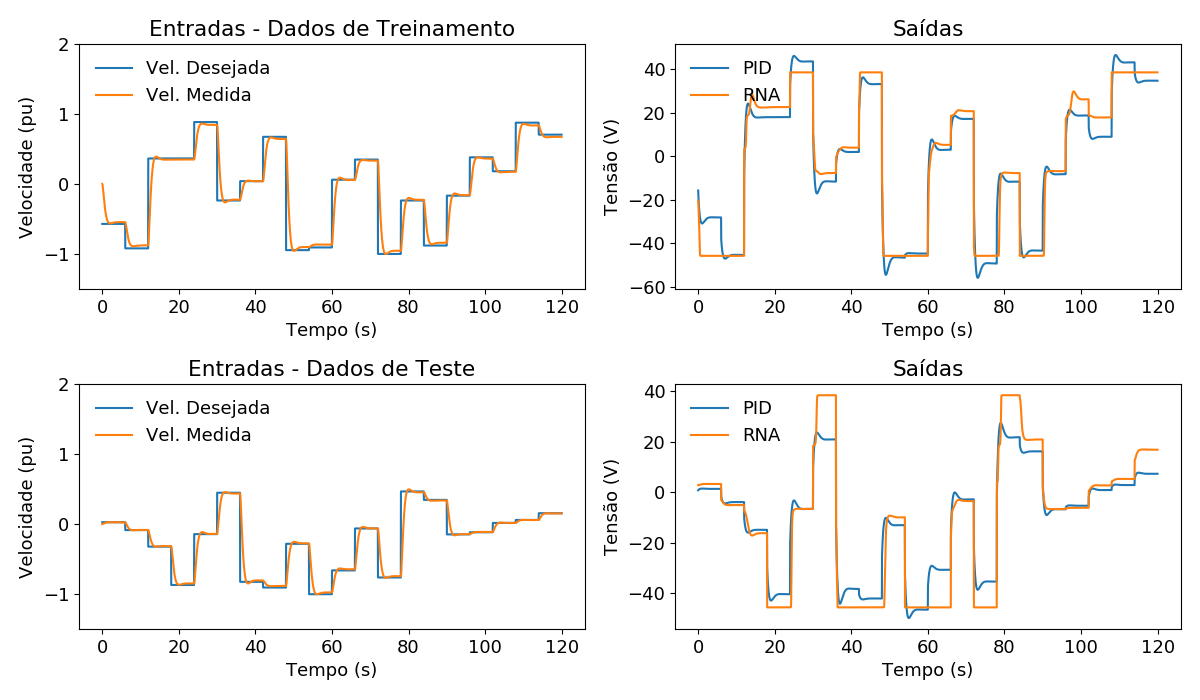 Entradas - Dados de Treinamento
Velocidade (pu)
2
1
0
−1
Vel. Desejada
Vel. Medida
0 20 40 60 80 100 120
Tempo (s)
Saídas
Tensão (V)
40
20
0
−20
−40
−60
PID
RNA
0 20 40 60 80 100 120
Tempo (s)
Entradas - Dados de Teste
Velocidade (pu)
2
1
0
−1
Vel. Desejada
Vel. Medida
0 20 40 60 80 100 120
Tempo (s)
Saídas
Tensão (V)
40
20
0
−20
−40
PID
RNA
0 20 40 60 80 100 120
Tempo (s)